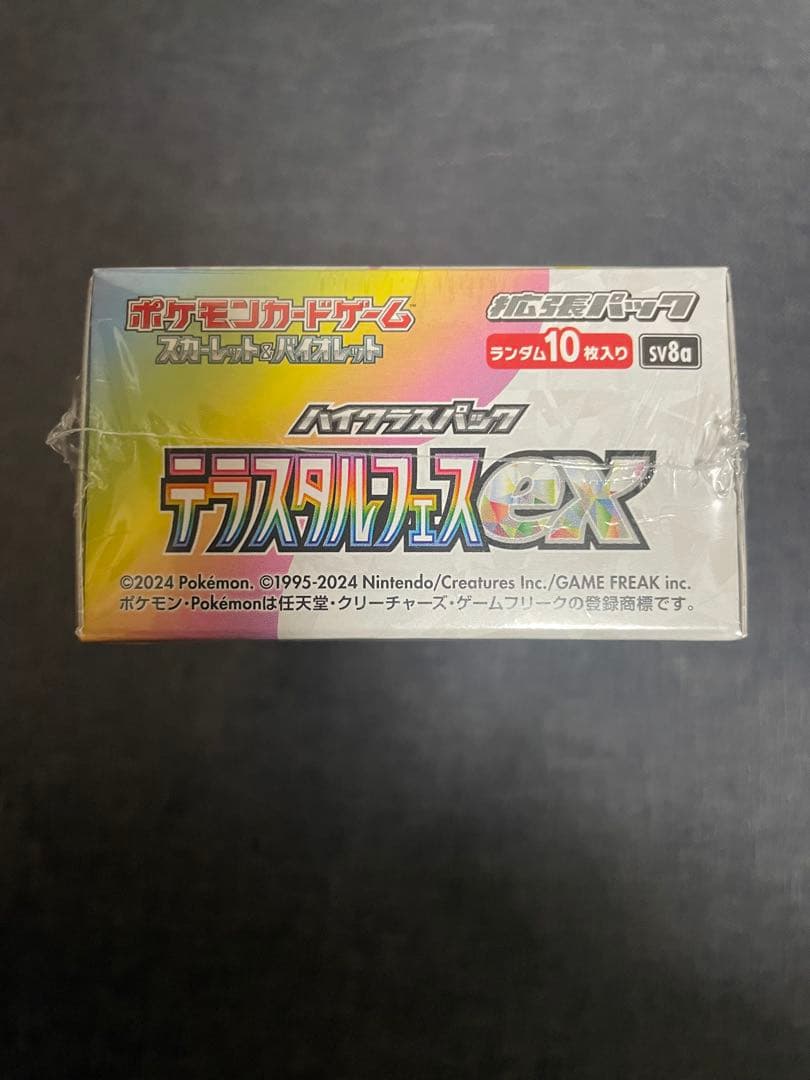 ポケモンカードゲーム™
スカーレット&バイオレット
拡張パック
ランダム10枚入り SV8a
ハイクラスパック
テラスタルフェスex
©2024 Pokémon. ©1995-2024 Nintendo/Creatures Inc./GAME FREAK inc.
ポケモン・Pokémonは任天堂・クリーチャーズ・ゲームフリークの登録商標です。